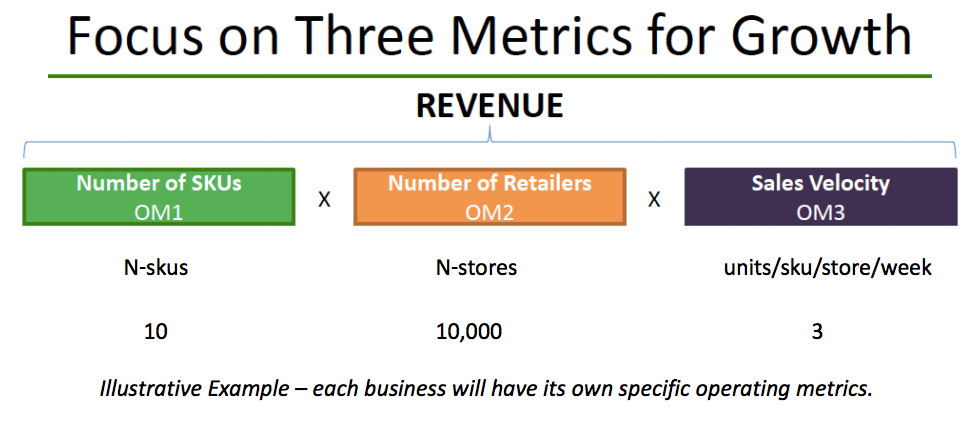 Focus on Three Metrics for Growth
REVENUE
Number of SKUs
OM1
X
Number of Retailers
OM2
X
Sales Velocity
OM3
N-skus
N-stores
units/sku/store/week
10
10,000
3
Illustrative Example – each business will have its own specific operating metrics.